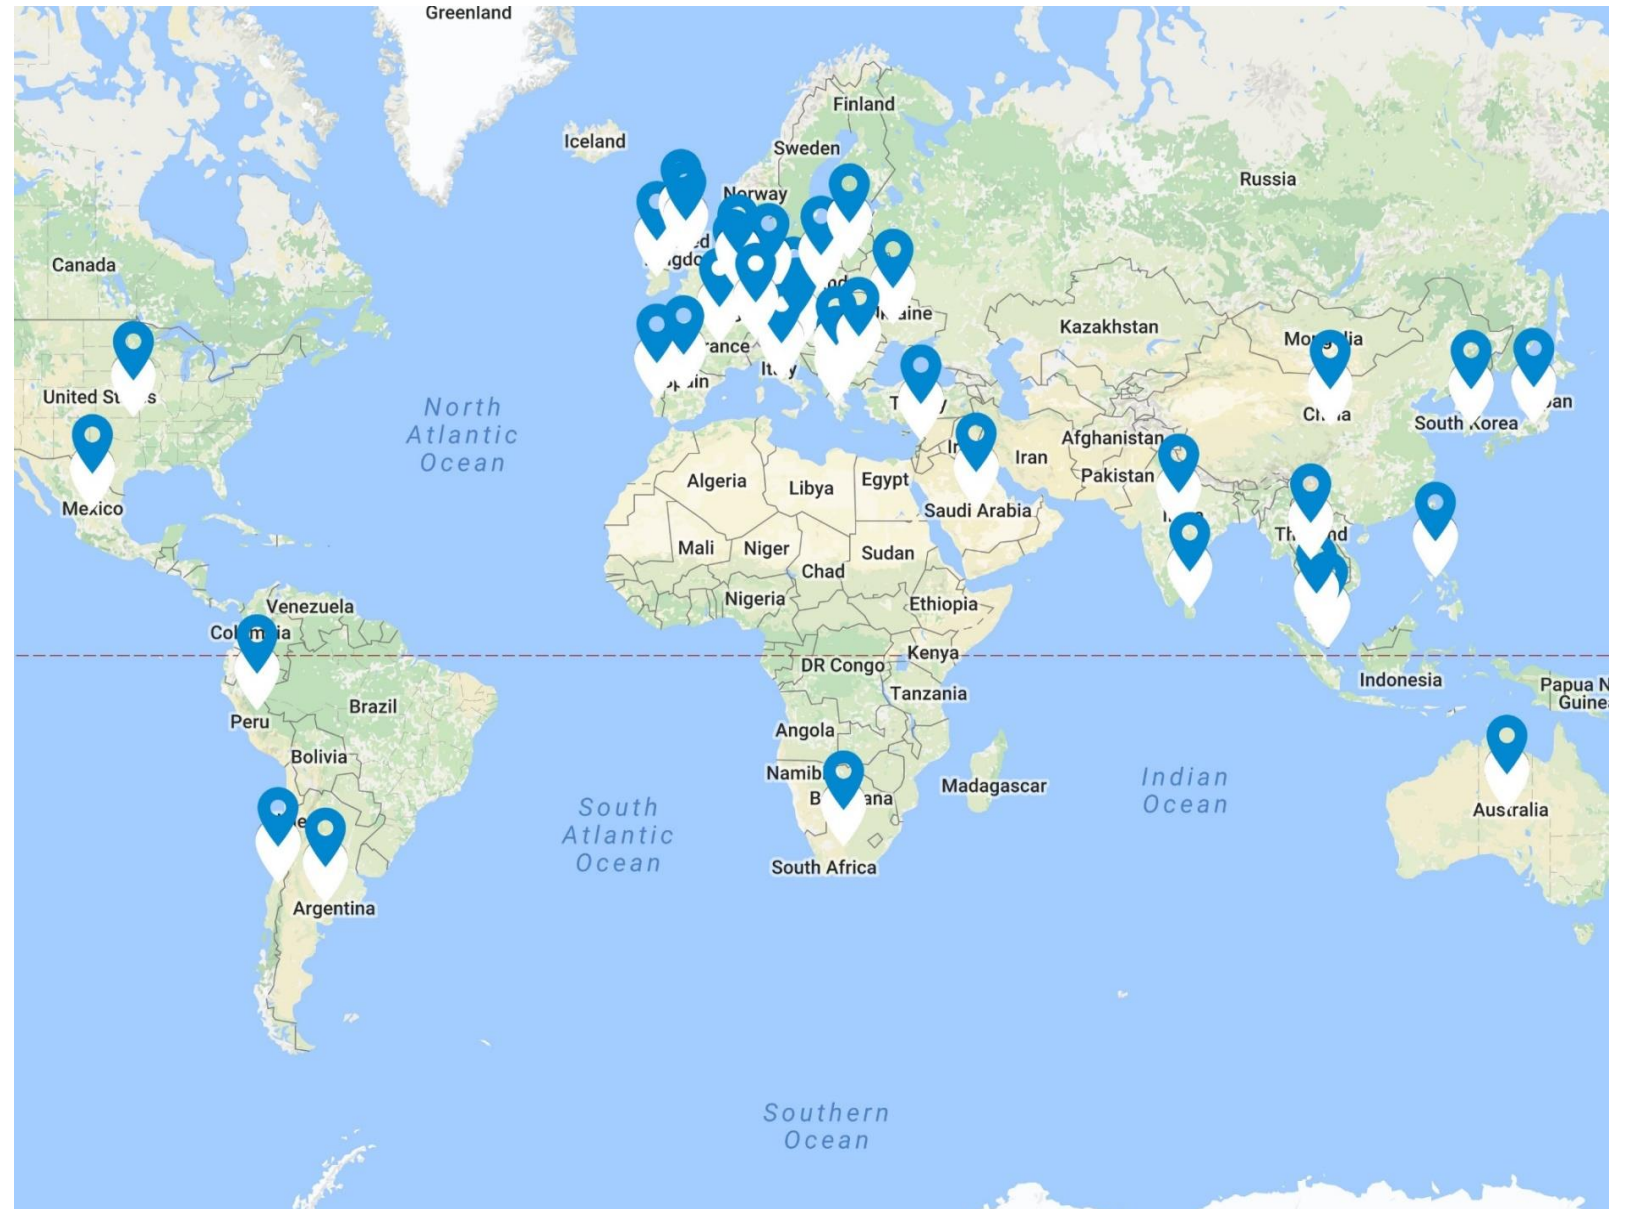 Greenland
Finland
Iceland
Sweden
Russia
Norway
Canada
Kazakhstan
United States
North
Atlantic
Ocean
Italy
South Korea
Afghanistan
Iran
Pakistan
Algeria
Libya
Egypt
Mexico
Saudi Arabia
Mali
Niger
Sudan
Chad
Nigeria
Ethiopia
Venezuela
Kenya
DR Congo
Indonesia
Tanzania
Papua N
Guine
Peru
Brazil
Angola
Bolivia
Indian
Ocean
Madagascar
South
Atlantic
Ocean
Australia
South Africa
Argentina
Southern
Ocean